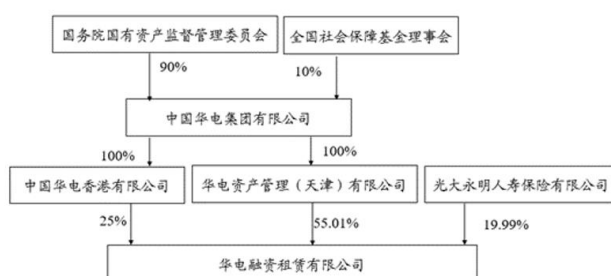 国务院国有资产监督管理委员会
全国社会保障基金理事会
90%
10%
中国华电集团有限公司
100%
100%
中国华电香港有限公司
华电资产管理（天津）有限公司
光大永明人寿保险有限公司
25%
55.01%
19.99%
华电融资租赁有限公司